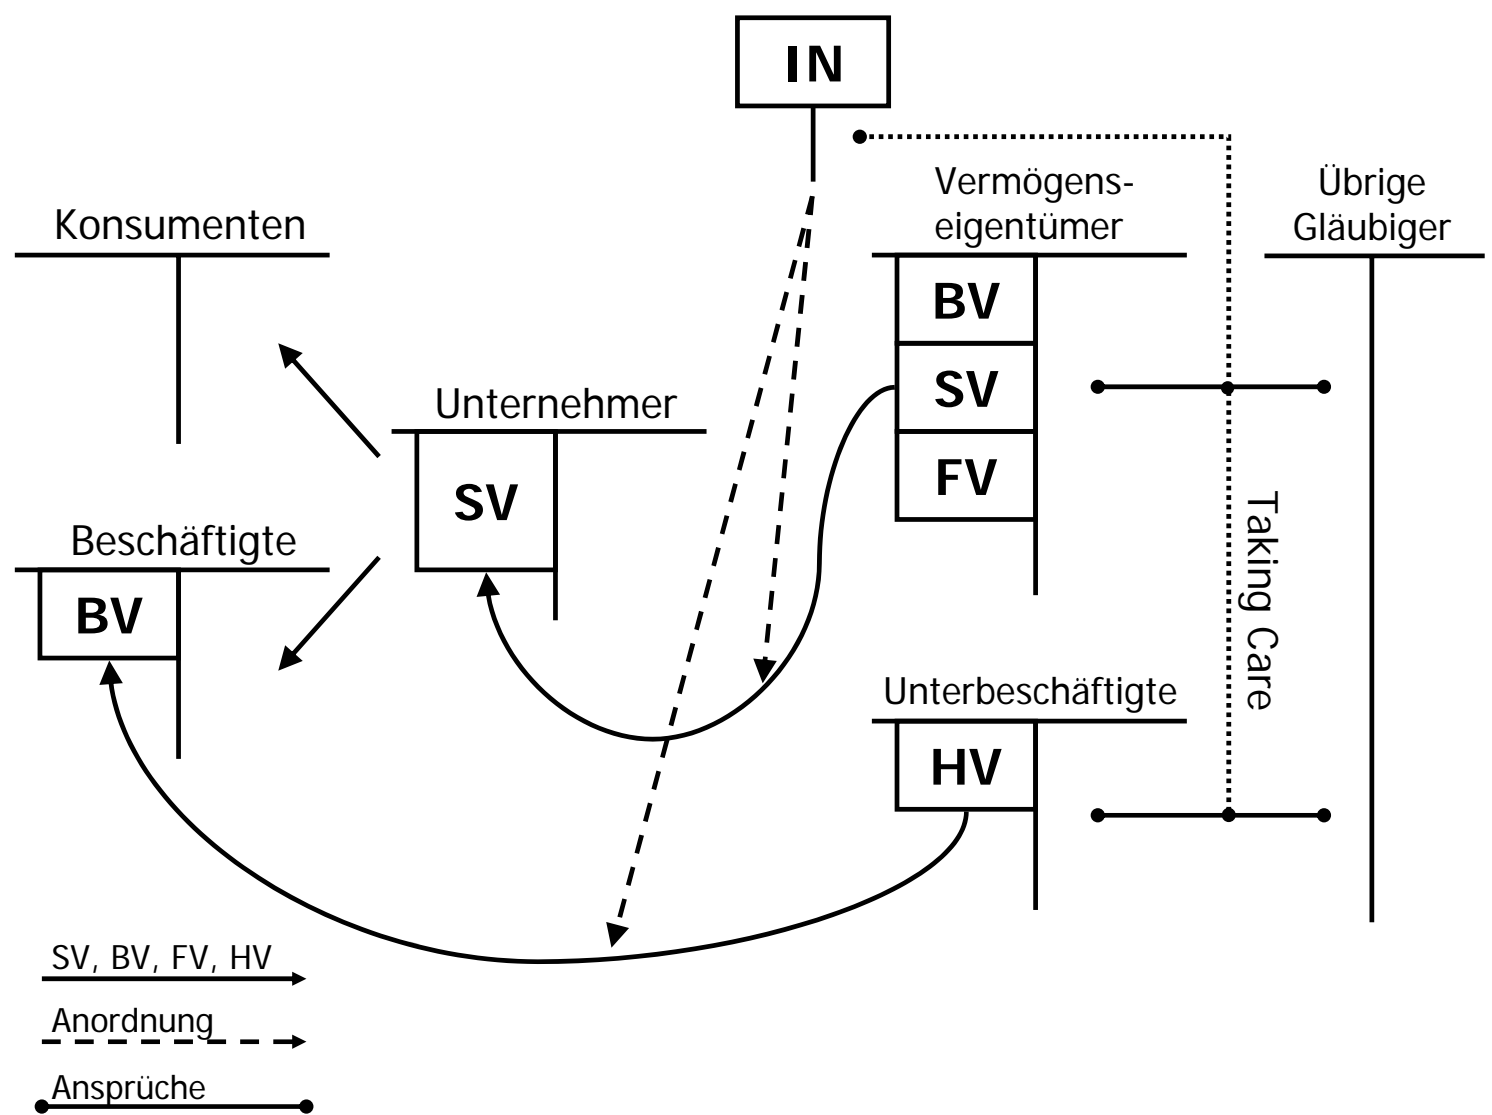 IN
Vermögens-
eigentümer
Übrige
Gläubiger
Konsumenten
BV
SV
FV
Unternehmer
SV
Beschäftigte
BV
Taking Care
Unterbeschäftigte
HV
SV, BV, FV, HV
Anordnung
Ansprüche